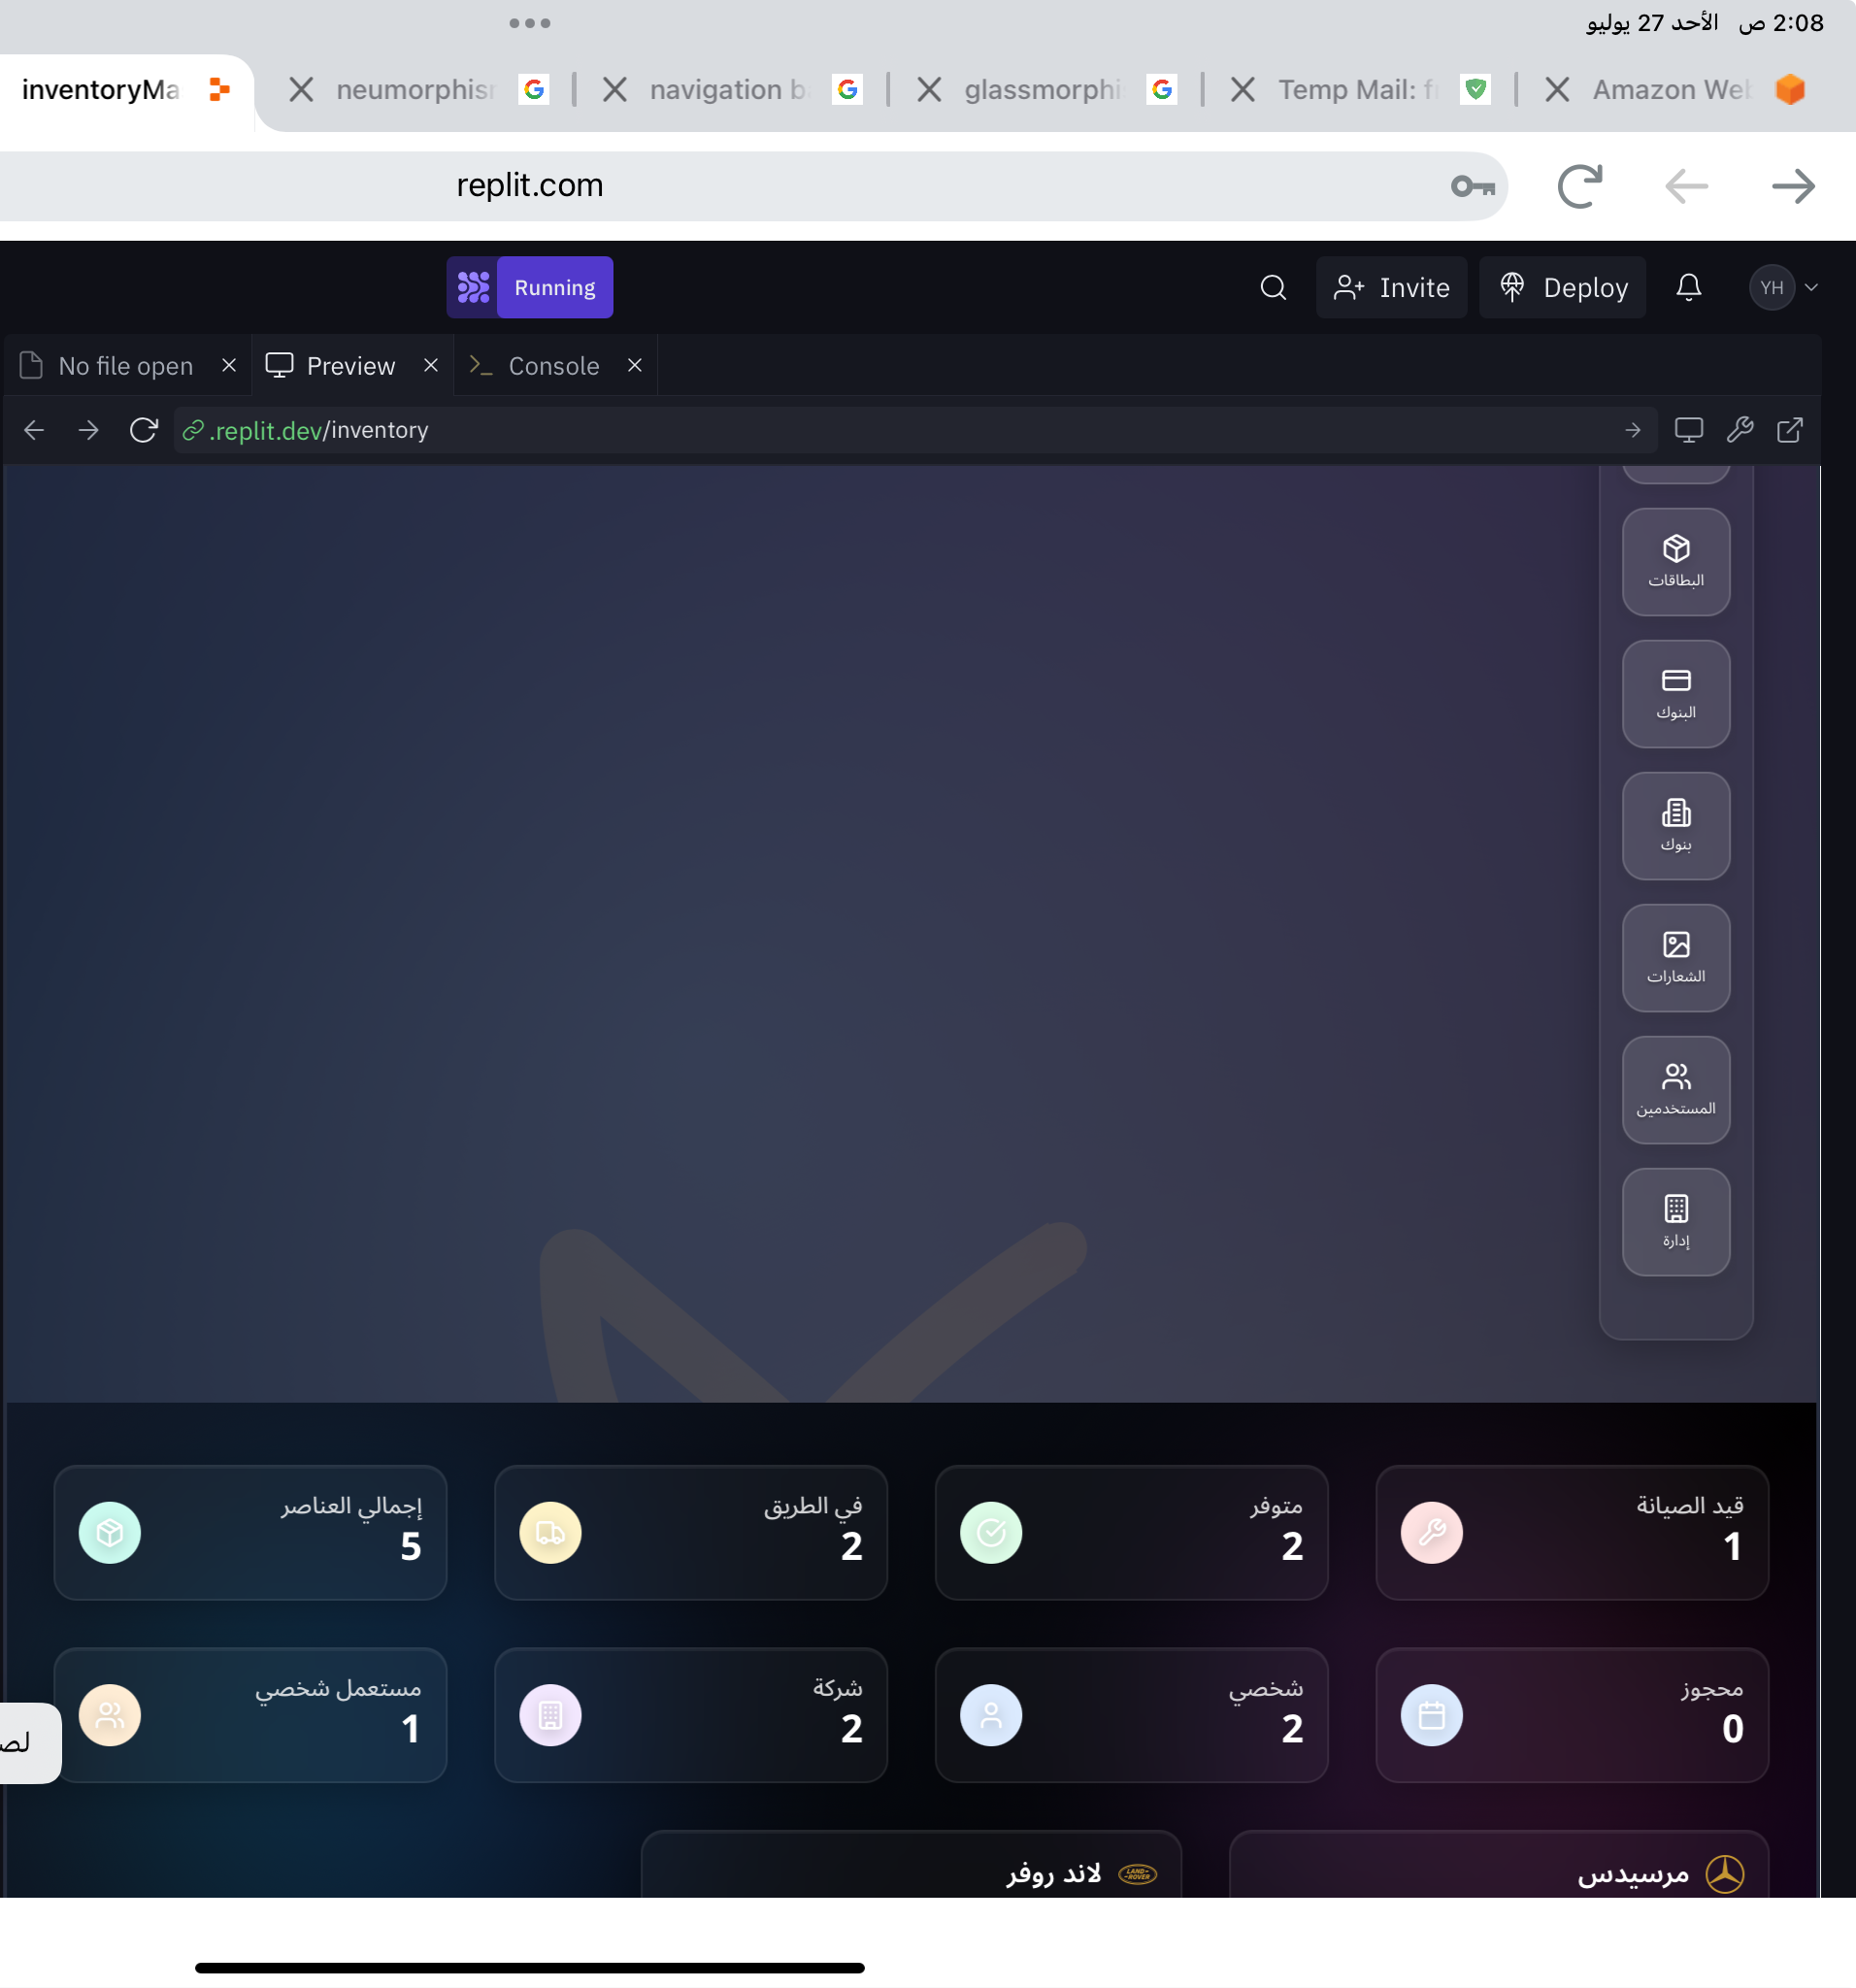 2:08 ص الأحد 27 يوليو
inventoryMa
neumorphis
navigation b
glassmorphi
Temp Mail: f
Amazon We
replit.com
Running
Invite
Deploy
YH
No file open
Preview
Console
.replit.dev/inventory
البطاقات
البنوك
بنوك
الشعارات
المستخدمين
إدارة
قيد الصيانة
1
متوفر
2
في الطريق
2
إجمالي العناصر
5
محجوز
0
شخصي
2
شركة
2
مستعمل شخصي
1
لص
مرسيدس
LAND-
-ROVER
لاند روفر